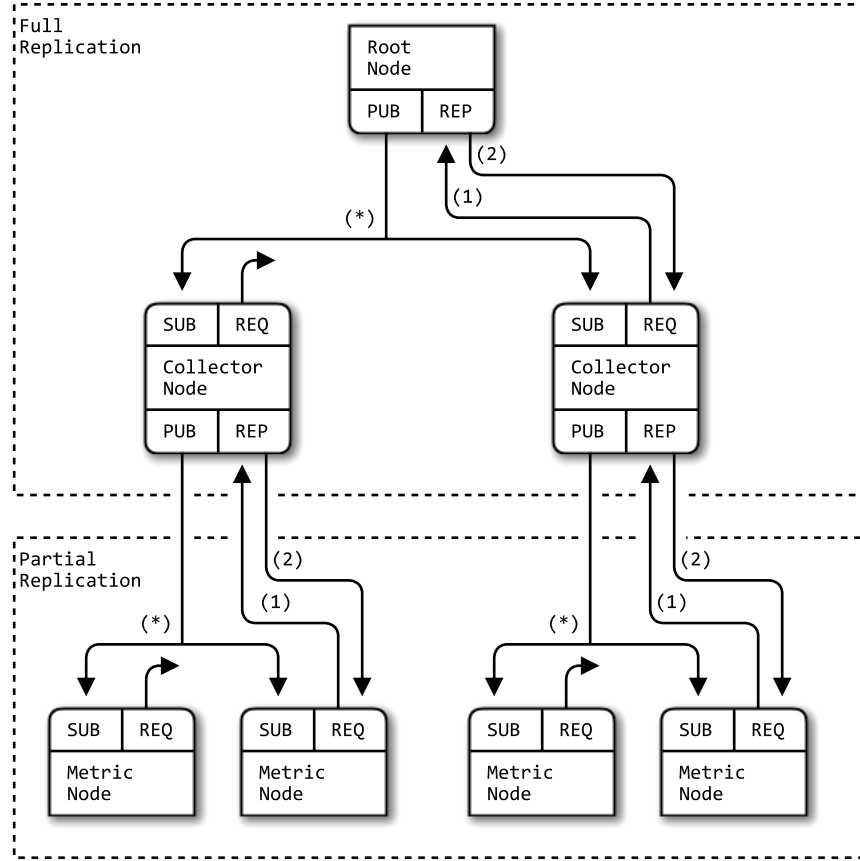 Full
Replication
Root
Node
PUB
REP
(2)
(1)
(*)
SUB
REQ
Collector
Node
PUB
REP
SUB
REQ
Collector
Node
PUB
REP
Partial
Replication
(2)
(1)
(*)
(2)
(1)
(*)
SUB
REQ
Metric
Node
SUB
REQ
Metric
Node
SUB
REQ
Metric
Node
SUB
REQ
Metric
Node